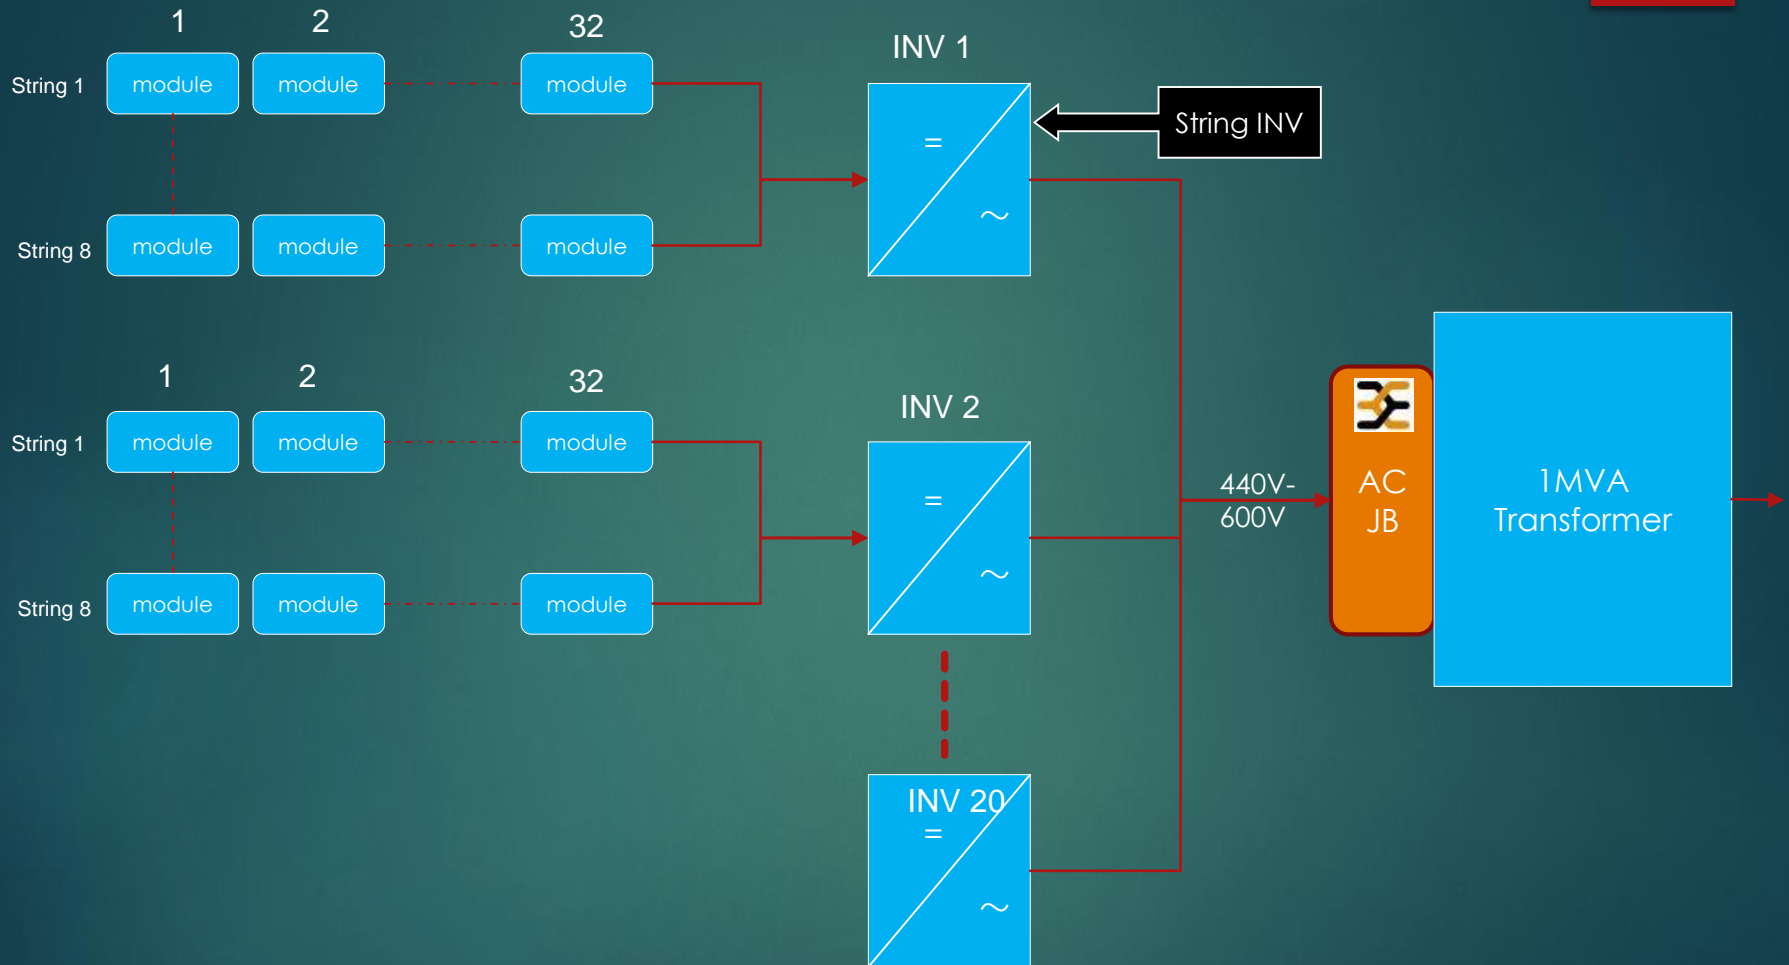 1 2 32
String 1 module module module
String 8 module module module
INV 1
=
~
String INV
1 2 32
String 1 module module module
String 8 module module module
INV 2
=
~
INV 20
=
~
440V-
600V
AC
JB
1MVA
Transformer